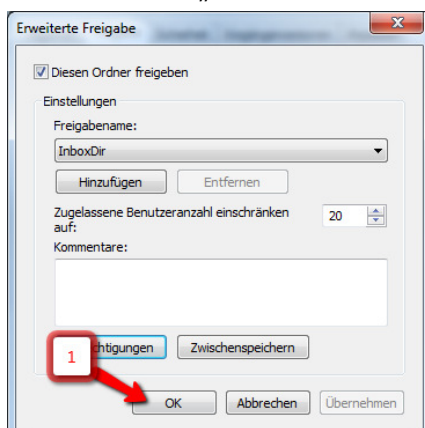 Erweiterte Freigabe
Diesen Ordner freigeben
Einstellungen
Freigabename:
InboxDir
Hinzufügen Entfernen
Zugelassene Benutzeranzahl einschränken 20
auf:
Kommentare:
1 chtigungen Zwischenspeichern
OK Abbrechen Übernehmen